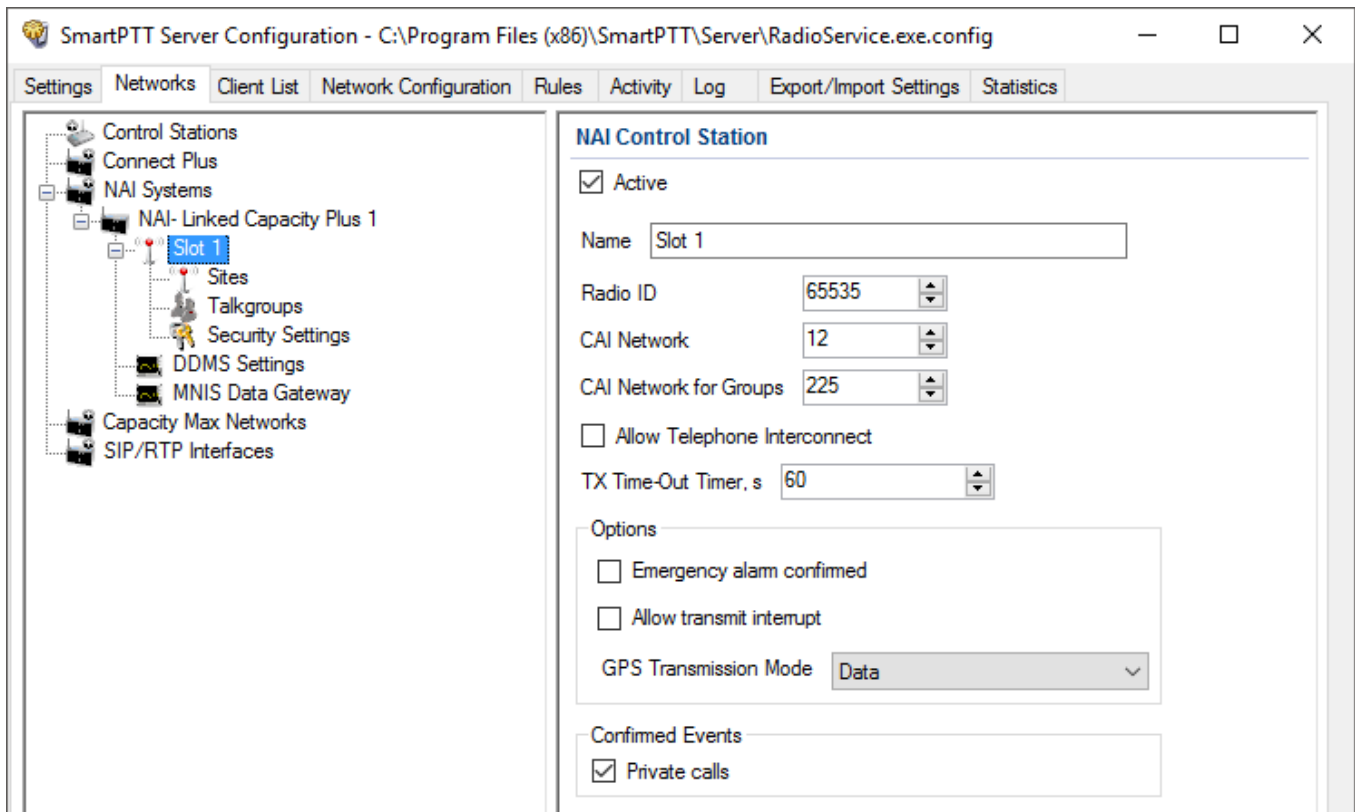 SmartPTT Server Configuration - C:\Program Files (x86)\SmartPTT\Server\RadioService.exe.config
Settings Networks Client List Network Configuration Rules Activity Log Export/Import Settings Statistics
Control Stations
Connect Plus
NAI Systems
NAI- Linked Capacity Plus 1
Slot 1
Sites
Talkgroups
Security Settings
DDMS Settings
MNIS Data Gateway
Capacity Max Networks
SIP/RTP Interfaces
NAI Control Station
Active
Name Slot 1
Radio ID 65535
CAI Network 12
CAI Network for Groups 225
Allow Telephone Interconnect
TX Time-Out Timer, s 60
Options
Emergency alarm confirmed
Allow transmit interrupt
GPS Transmission Mode Data
Confirmed Events
Private calls